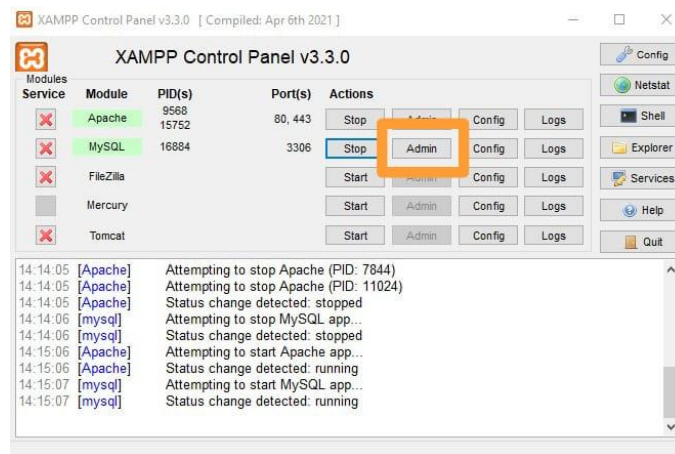 XAMPP Control Panel v3.3.0 [ Compiled: Apr 6th 2021 ]
XAMPP Control Panel v3.3.0
Config
Modules
Service Module PID(s) Port(s) Actions
Netstat
Apache 9568 15752 80, 443 Stop Admin Config Logs
Shell
MySQL 16884 3306 Stop Admin Config Logs
Explorer
FileZilla Start Admin Config Logs
Services
Mercury Start Admin Config Logs
Help
Tomcat Start Admin Config Logs
Quit
14:14:05 [Apache] Attempting to stop Apache (PID: 7844)
14:14:05 [Apache] Attempting to stop Apache (PID: 11024)
14:14:05 [Apache] Status change detected: stopped
14:14:06 [mysql] Attempting to stop MySQL app...
14:14:06 [mysql] Status change detected: stopped
14:15:06 [Apache] Attempting to start Apache app...
14:15:06 [Apache] Status change detected: running
14:15:07 [mysql] Attempting to start MySQL app...
14:15:07 [mysql] Status change detected: running